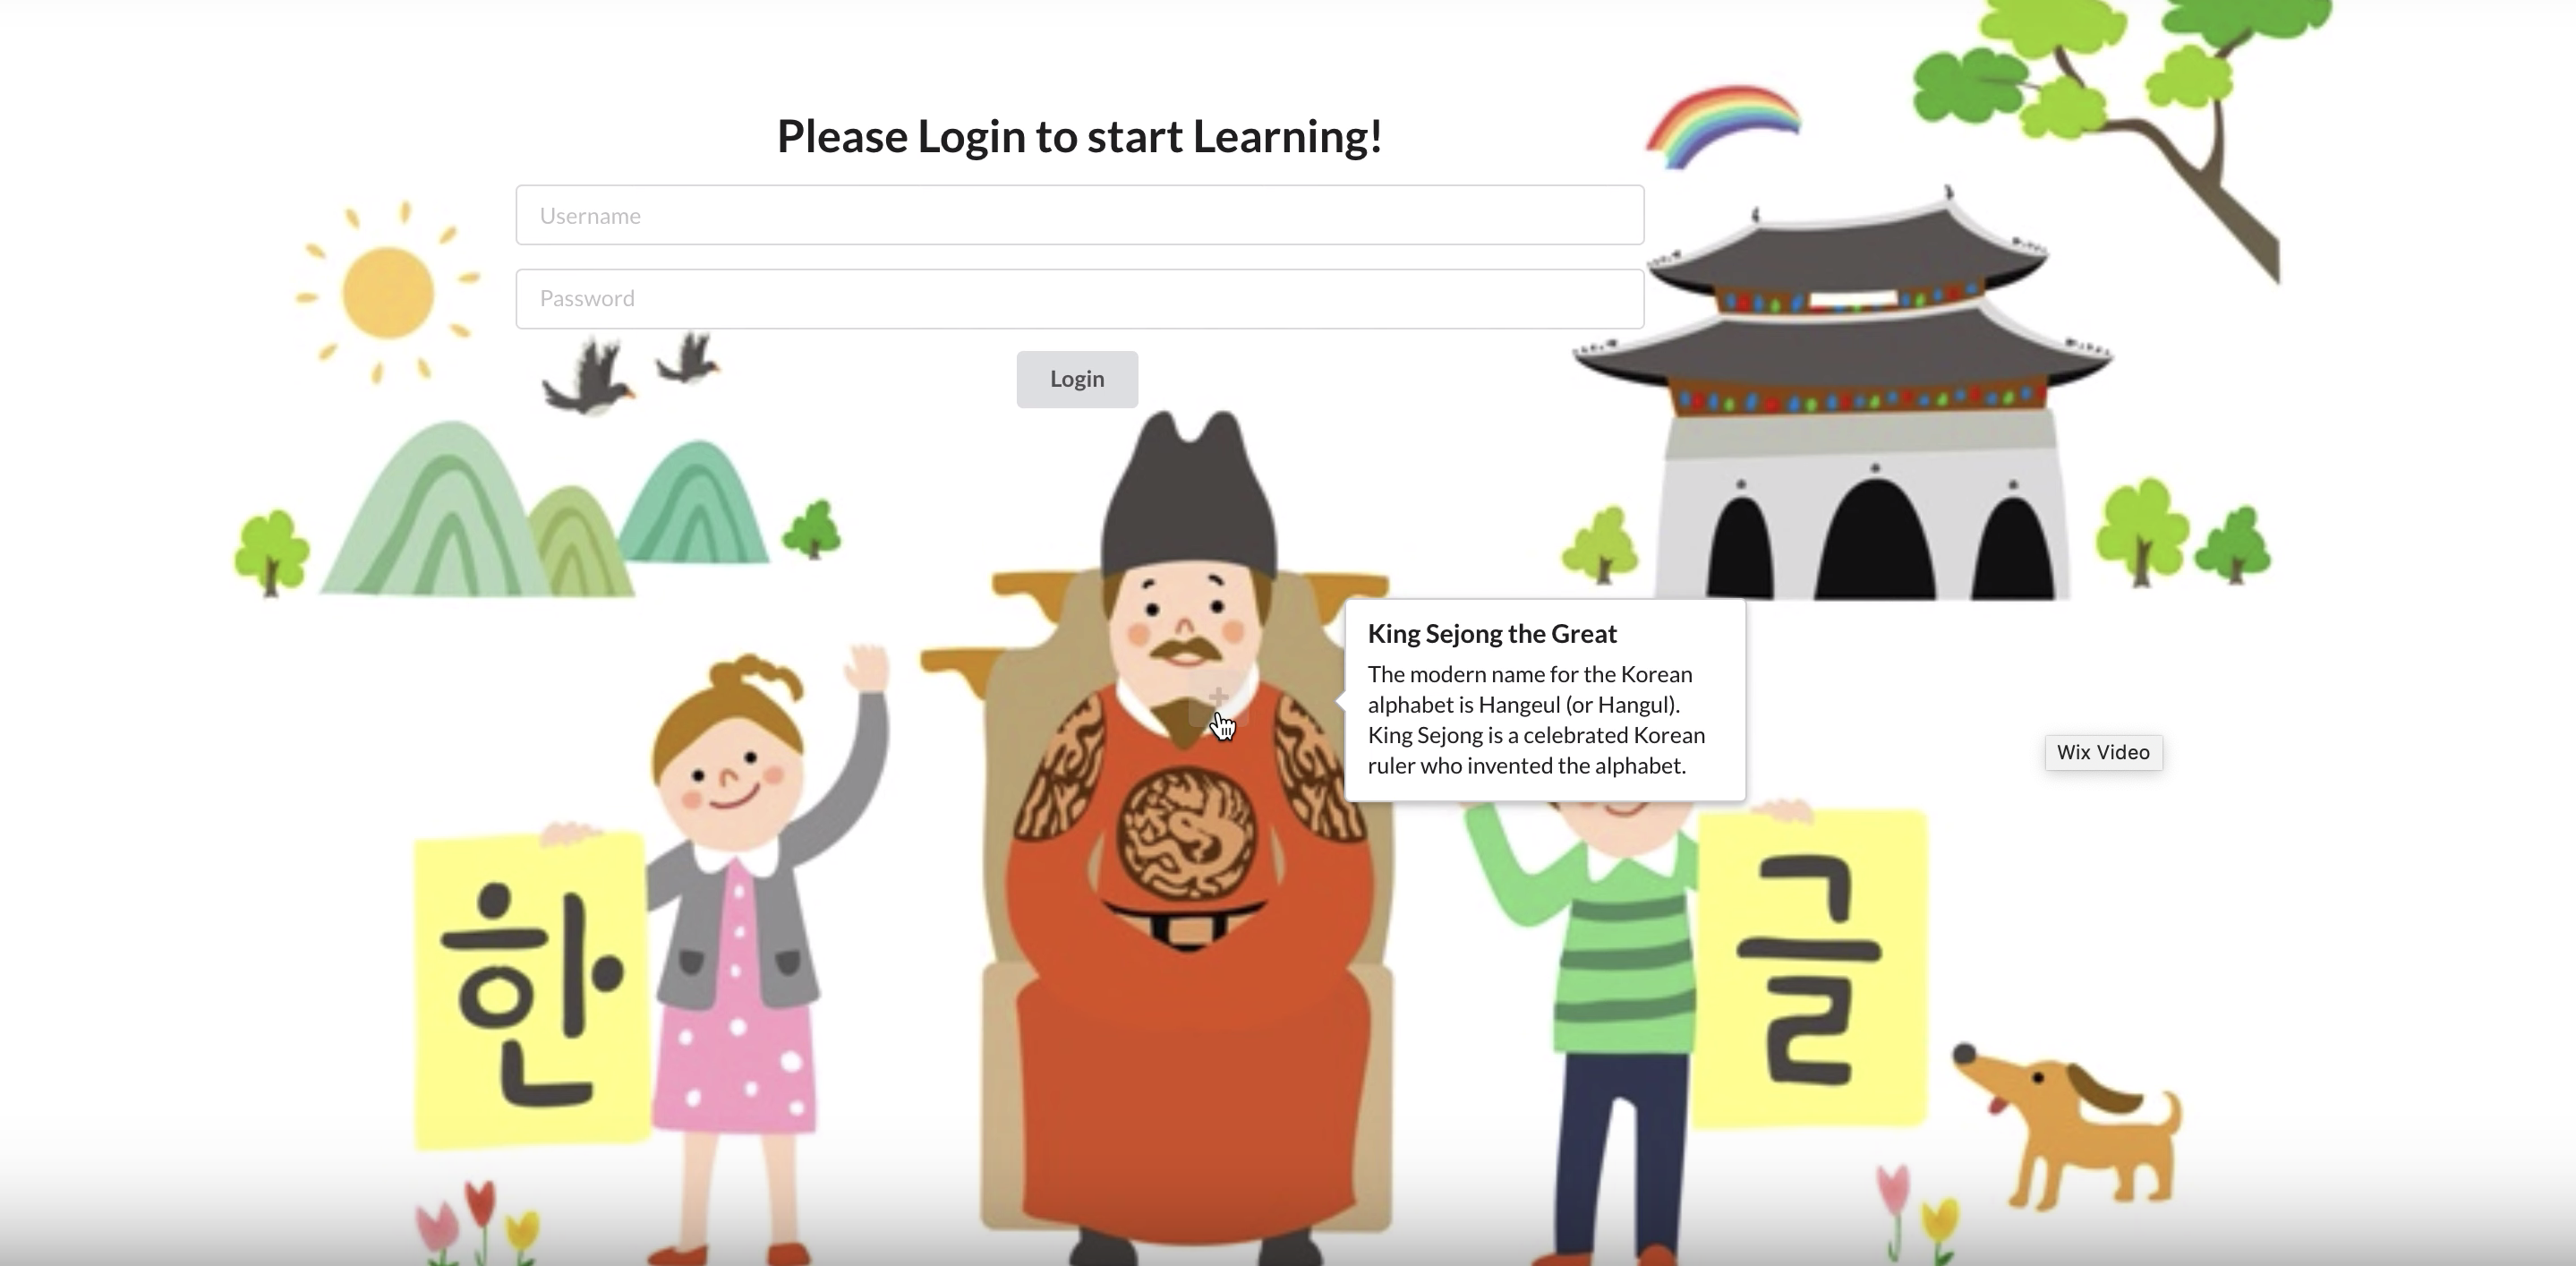 Please Login to start Learning!
Username
Password
Login
King Sejong the Great
The modern name for the Korean
alphabet is Hangeul (or Hangul).
King Sejong is a celebrated Korean
ruler who invented the alphabet.
Wix Video
한
글